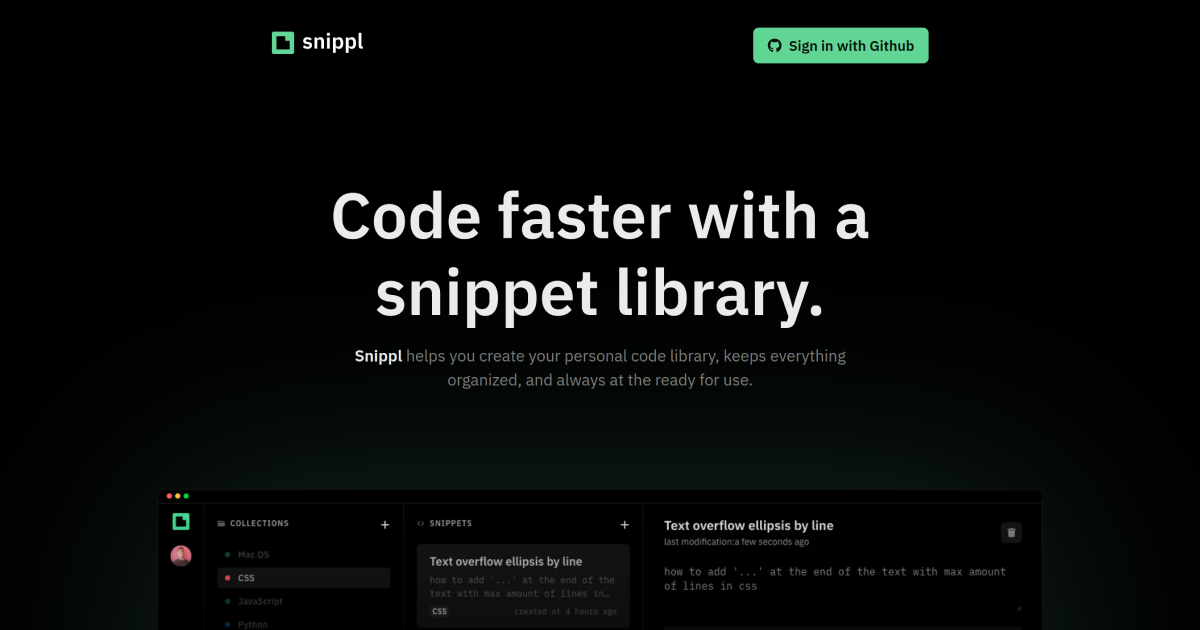 snippl
Sign in with Github
Code faster with a
snippet library.
Snippl helps you create your personal code library, keeps everything
organized, and always at the ready for use.
COLLECTIONS
+
Mac OS
CSS
JavaScript
Python
SNIPPETS
+
Text overflow ellipsis by line
how to add '...' at the end of the
text with max amount of lines in…
CSS
created at 4 hours ago
Text overflow ellipsis by line
last modification:a few seconds ago
how to add '...' at the end of the text with max amount
of lines in css